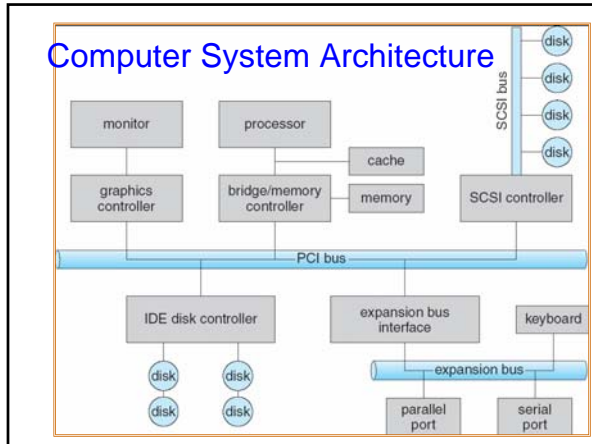 Computer System Architecture
disk
disk
disk
disk
SCSI bus
monitor
processor
cache
graphics
controller
bridge/memory
controller
memory
SCSI controller
PCI bus
IDE disk controller
expansion bus
interface
keyboard
disk
disk
disk
disk
expansion bus
parallel
port
serial
port